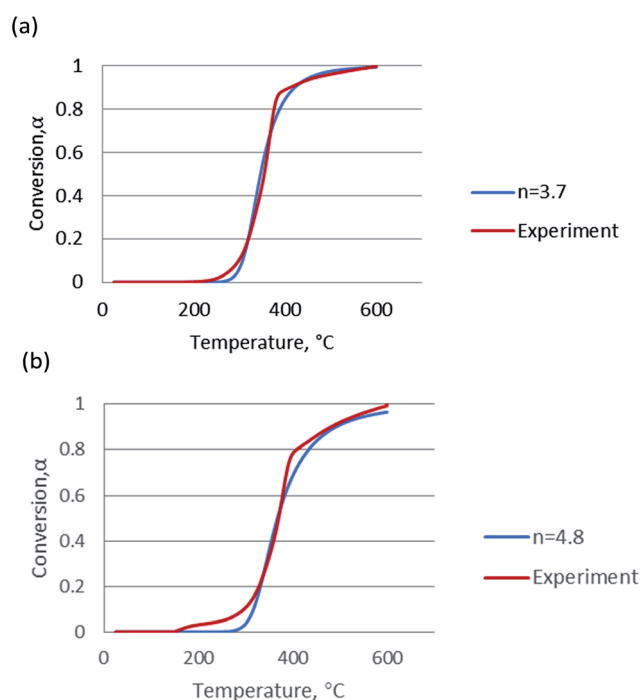 (a)
1
0.8
0.6
0.4
0.2
0
0 200 400 600
Conversion,α
Temperature, °C
n=3.7
Experiment
(b)
1
0.8
0.6
0.4
0.2
0
0 200 400 600
Conversion,α
Temperature, °C
n=4.8
Experiment